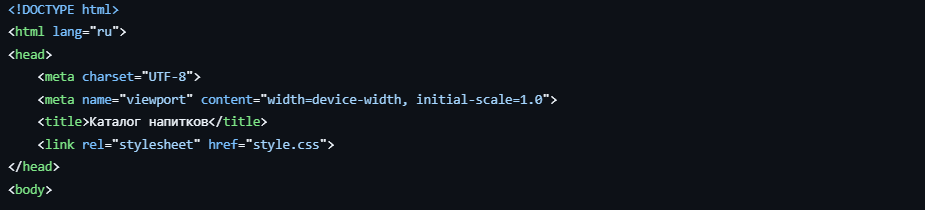 <!DOCTYPE html>
<html lang="ru">
<head>
    <meta charset="UTF-8">
    <meta name="viewport" content="width=device-width, initial-scale=1.0">
    <title>Каталог напитков</title>
    <link rel="stylesheet" href="style.css">
</head>
<body>